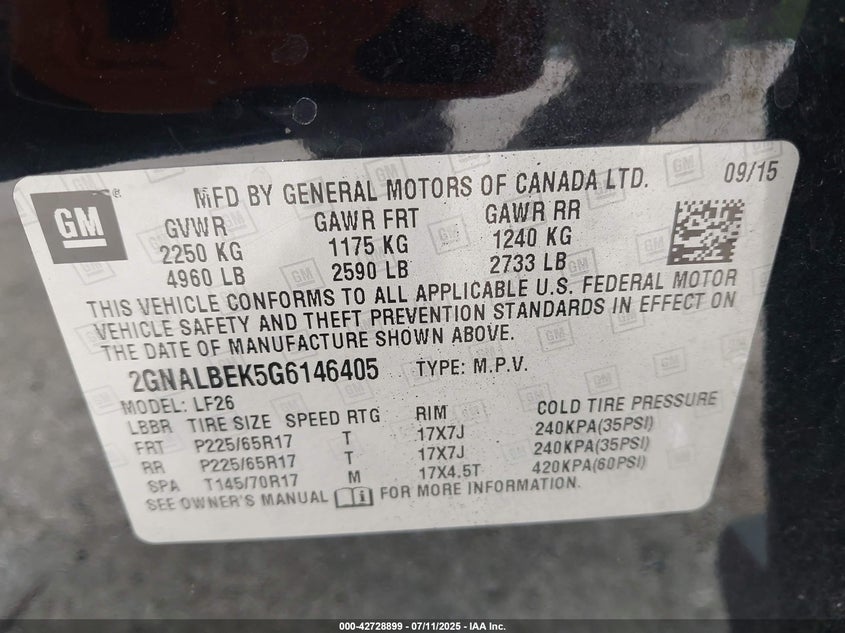 GM ® MFD BY GENERAL MOTORS OF CANADA LTD. 09/15
GVWR GAWR FRT GAWR RR
2250 KG 1175 KG 1240 KG
4960 LB 2590 LB 2733 LB
THIS VEHICLE CONFORMS TO ALL APPLICABLE U.S. FEDERAL MOTOR
VEHICLE SAFETY AND THEFT PREVENTION STANDARDS IN EFFECT ON
THE DATE OF MANUFACTURE SHOWN ABOVE.
2GNALBEK5G6146405 TYPE: M.P.V.
MODEL: LF26
LBBR TIRE SIZE SPEED RTG RIM COLD TIRE PRESSURE
FRT P225/65R17 T 17X7J 240KPA(35PSI)
RR P225/65R17 T 17X7J 240KPA(35PSI)
SPA T145/70R17 M 17X4.5T 420KPA(60PSI)
SEE OWNER'S MANUAL FOR MORE INFORMATION.
000-42728899 / 07/11/2025 - IAA Inc.